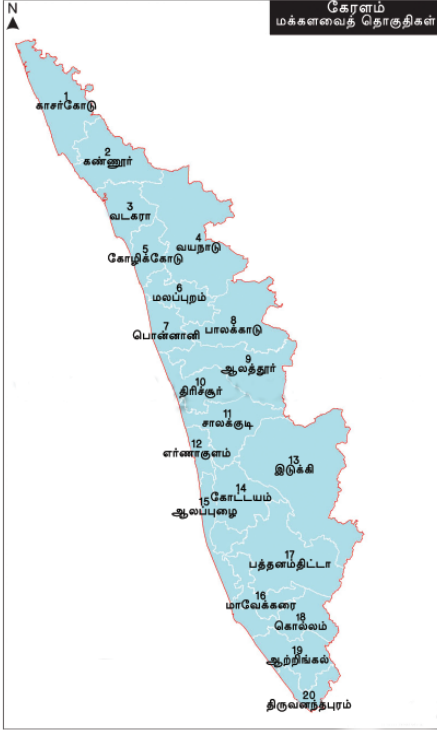 N
கேரளம்
மக்களவைத் தொகுதிகள்
1
காசர்கோடு
2
கண்ணூர்
3
வடகரா
4
வயநாடு
5
கோழிக்கோடு
6
மலப்புறம்
7
பொன்னானி
8
பாலக்காடு
9
ஆலத்தூர்
10
திரிச்சூர்
11
சாலக்குடி
12
எர்ணாகுளம்
13
இடுக்கி
14
கோட்டயம்
15
ஆலப்புழை
16
மாவேக்கரை
17
பத்தனம்திட்டா
18
கொல்லம்
19
ஆற்றிங்கல்
20
திருவனந்தபுரம்